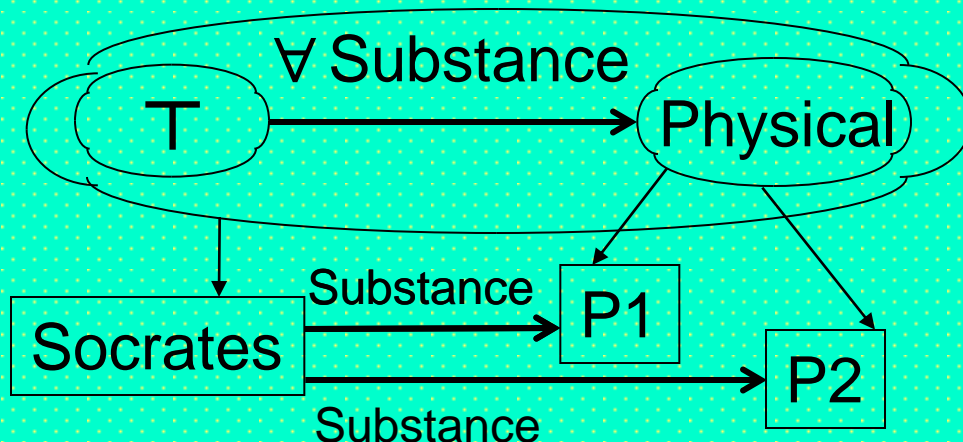 ∀ Substance
T
Physical
Substance
P1
Socrates
P2
Substance